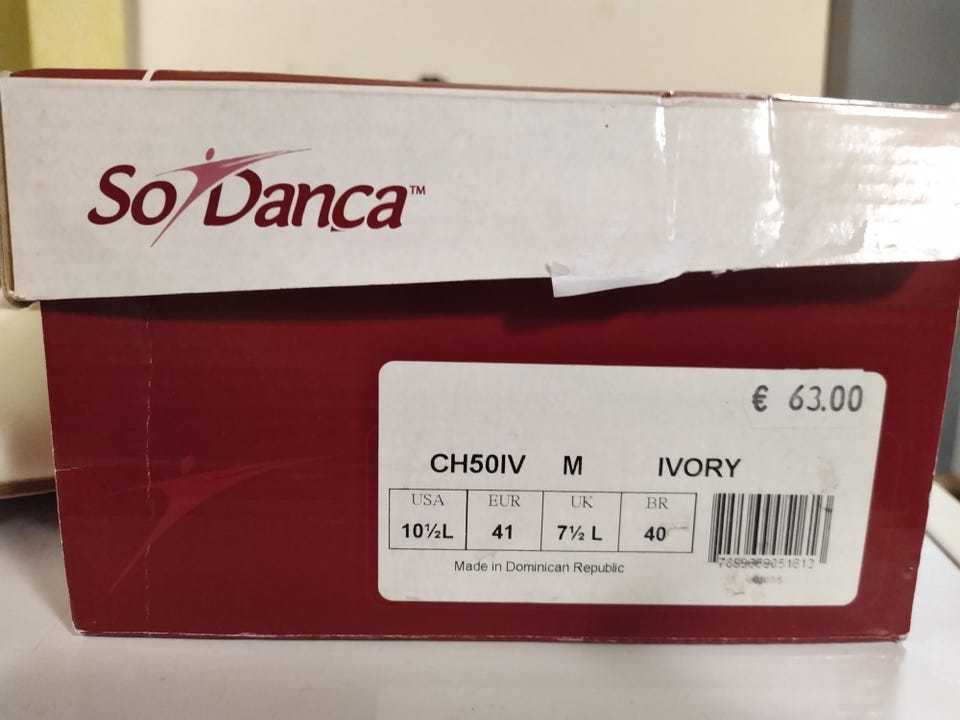 So Dança™
€ 63.00
CH50IV M IVORY
USA EUR UK BR
10½L 41 7½ L 40
Made in Dominican Republic